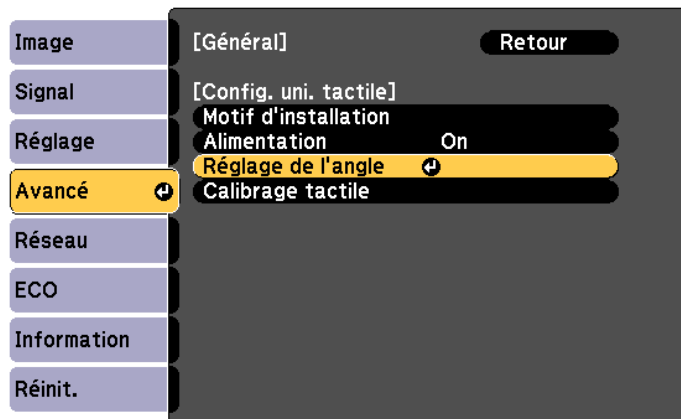 Image
Signal
Réglage
Avancé
Réseau
ECO
Information
Réinit.
[Général] Retour
[Config. uni. tactile]
Motif d'installation
Alimentation On
Réglage de l'angle
Calibrage tactile